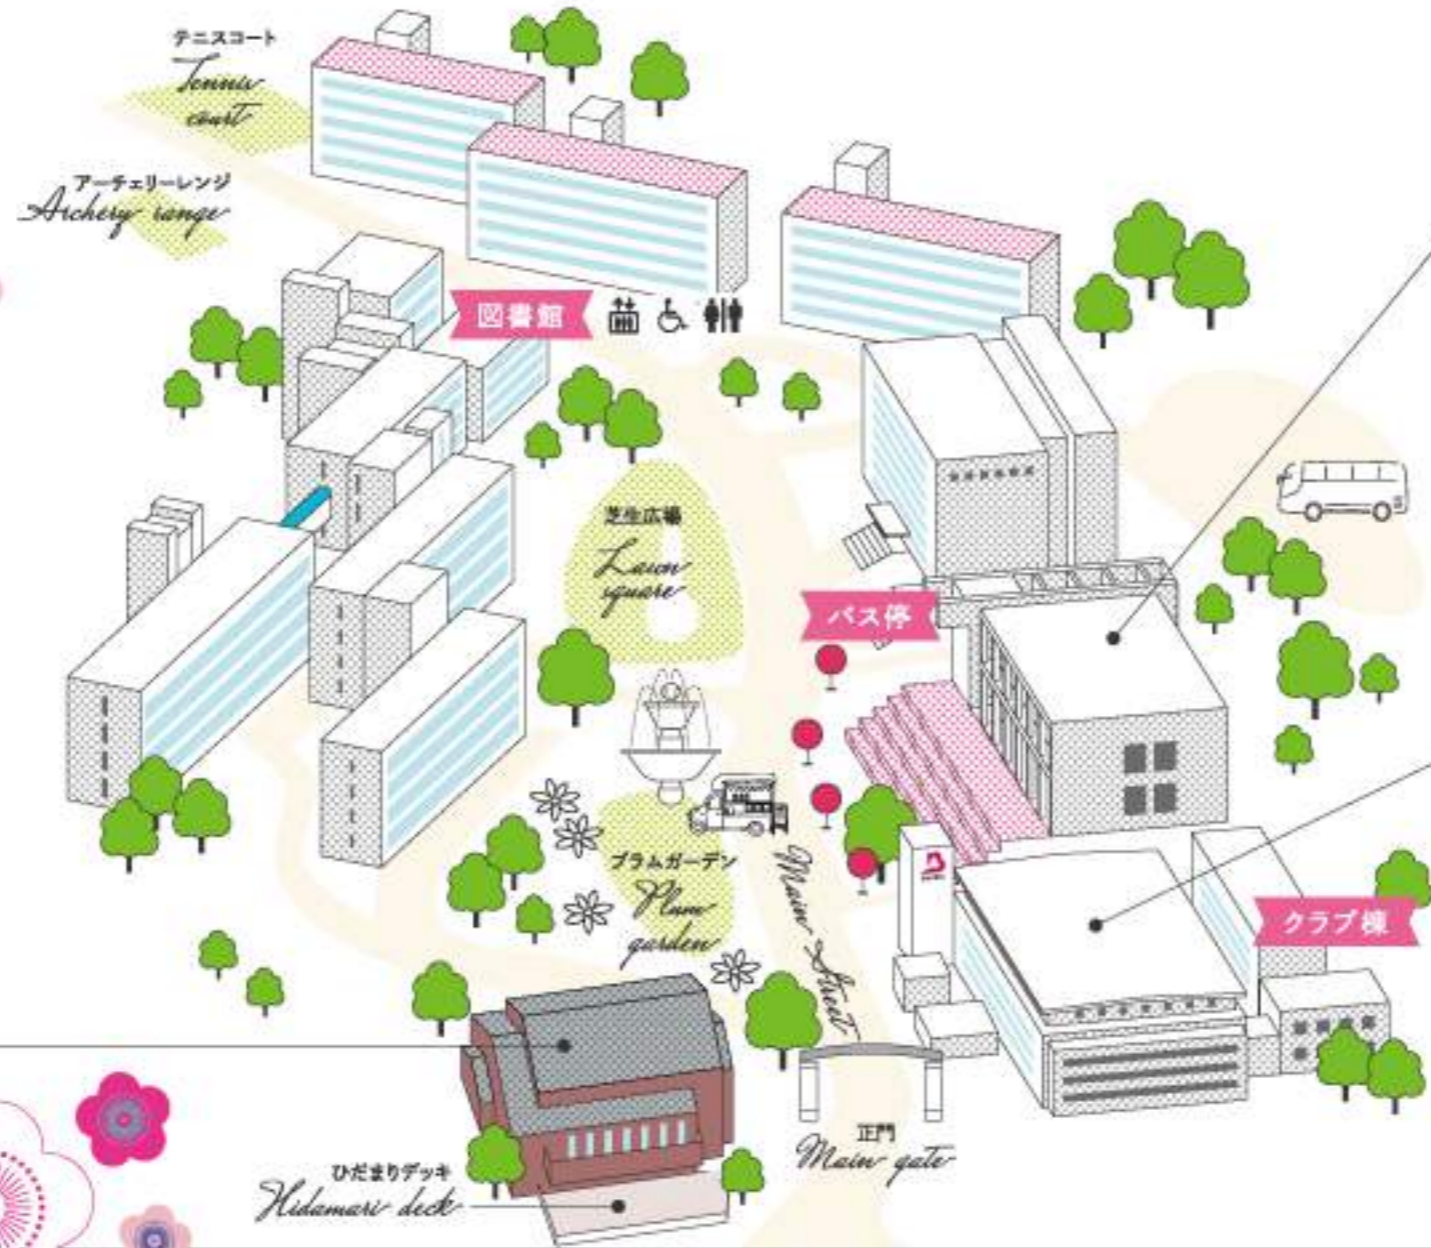 テニスコート
Tennis
court
アーチェリーレンジ
Archery range
図書館
芝生広場
Lawn
square
バス停
プラムガーデン
Plum
garden
Main Street
クラブ棟
正門
Main gate
ひだまりデッキ
Hidamari deck